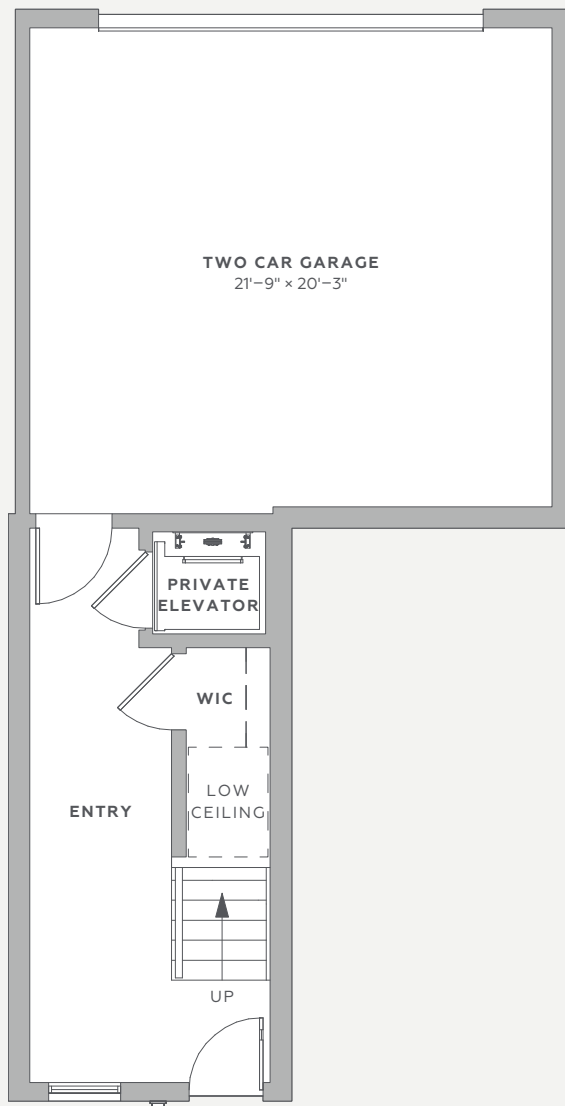 TWO CAR GARAGE
21'–9" × 20'–3"
PRIVATE
ELEVATOR
WIC
LOW
CEILING
ENTRY
UP